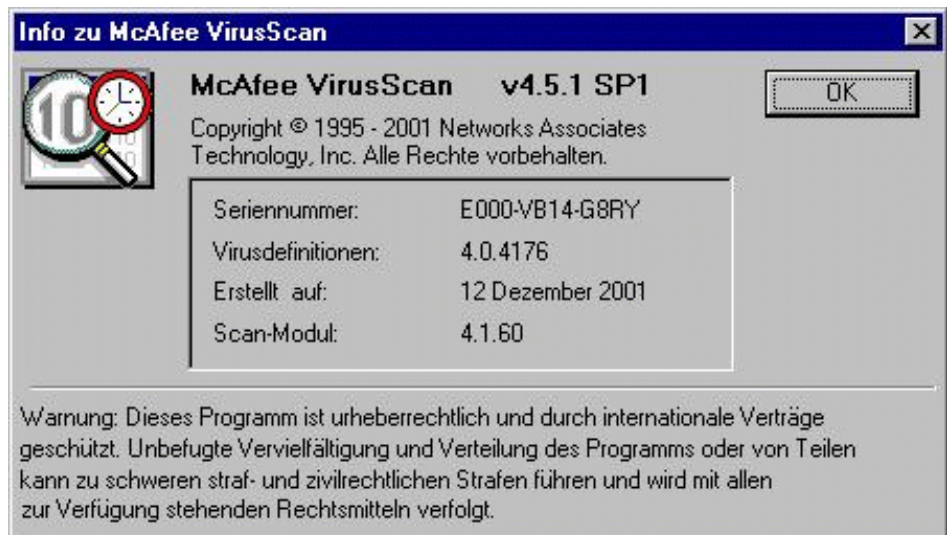 Info zu McAfee VirusScan
McAfee VirusScan v4.5.1 SP1
OK
Copyright © 1995 - 2001 Networks Associates
Technology, Inc. Alle Rechte vorbehalten.
Seriennummer: E000-VB14-G8RY
Virusdefinitionen: 4.0.4176
Erstellt auf: 12 Dezember 2001
Scan-Modul: 4.1.60
Warnung: Dieses Programm ist urheberrechtlich und durch internationale Verträge
geschützt. Unbefugte Vervielfältigung und Verteilung des Programms oder von Teilen
kann zu schweren straf- und zivilrechtlichen Strafen führen und wird mit allen
zur Verfügung stehenden Rechtsmitteln verfolgt.